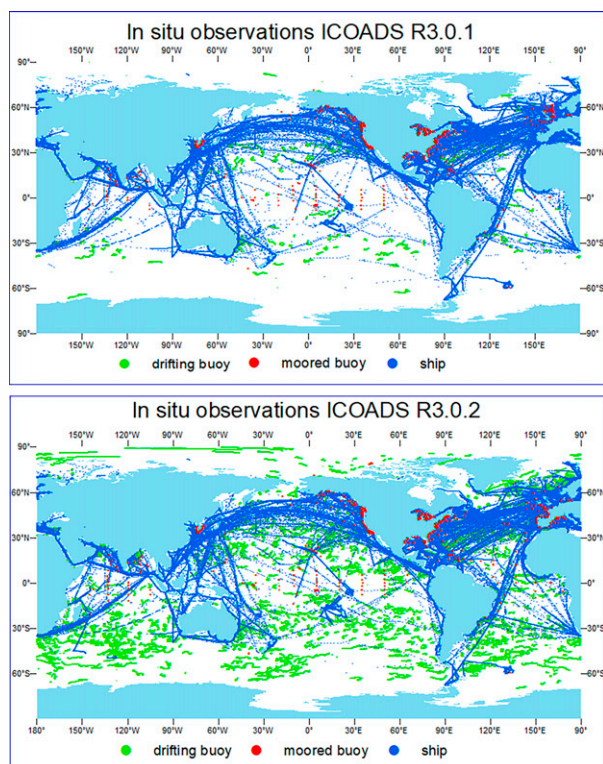 In situ observations ICOADS R3.0.1
150°W 120°W 90°W 60°W 30°W 0° 30°E 60°E 90°E 120°E 150°E 90°
90°
60°N 60°N
30°N 30°N
0° 0°
30°S 30°S
60°S 60°S
90° 90°
150°W 120°W 90°W 60°W 30°W 0° 30°E 60°E 90°E 120°E 150°E
drifting buoy moored buoy ship
In situ observations ICOADS R3.0.2
150°W 120°W 90°W 60°W 30°W 0° 30°E 60°E 90°E 120°E 150°E
90° 90°
60°N 60°N
30°N 30°N
0° 0°
30°S 30°S
60°S 60°S
180° 150°W 120°W 90°W 60°W 30°W 0° 30°E 60°E 90°E 120°E 150°E 90°
drifting buoy moored buoy ship